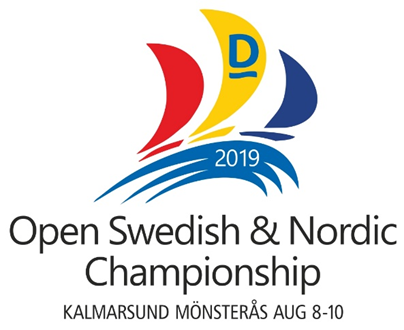 D
2019
Open Swedish & Nordic
Championship
KALMARSUND MÖNSTERÅS AUG 8-10